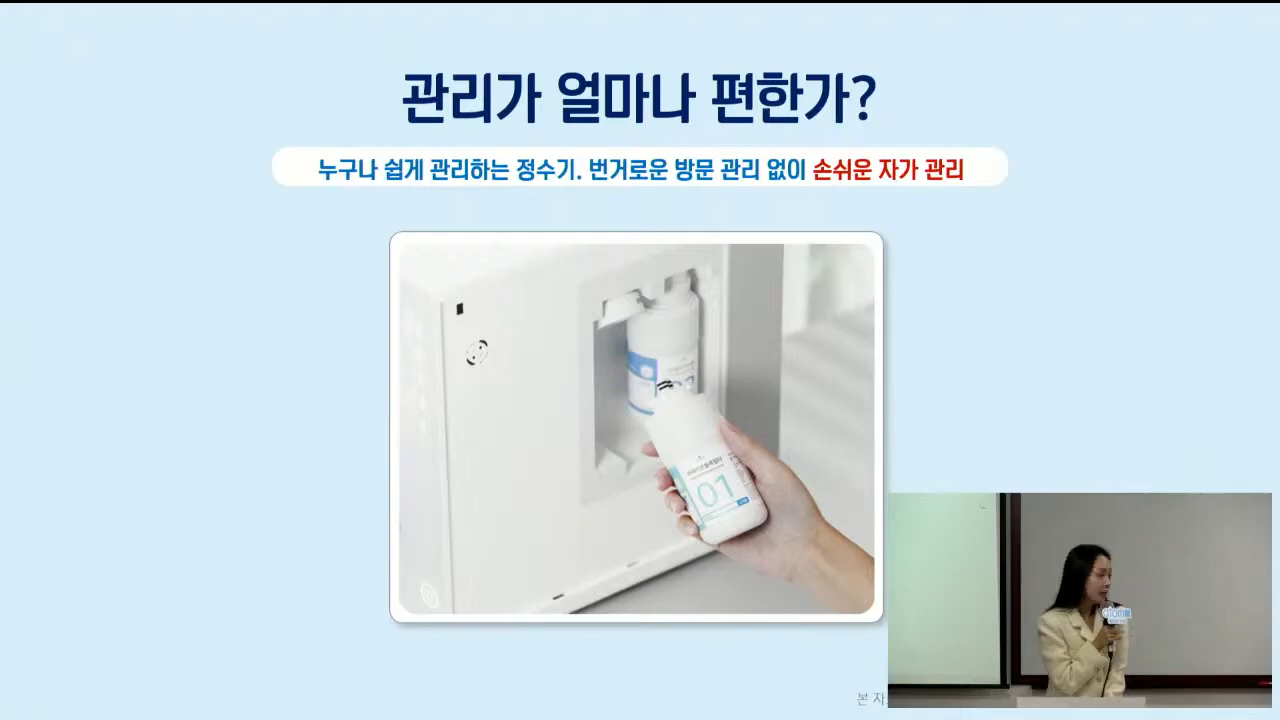 관리가 얼마나 편한가?
누구나 쉽게 관리하는 정수기. 번거로운 방문 관리 없이 손쉬운 자가 관리
01
본 자